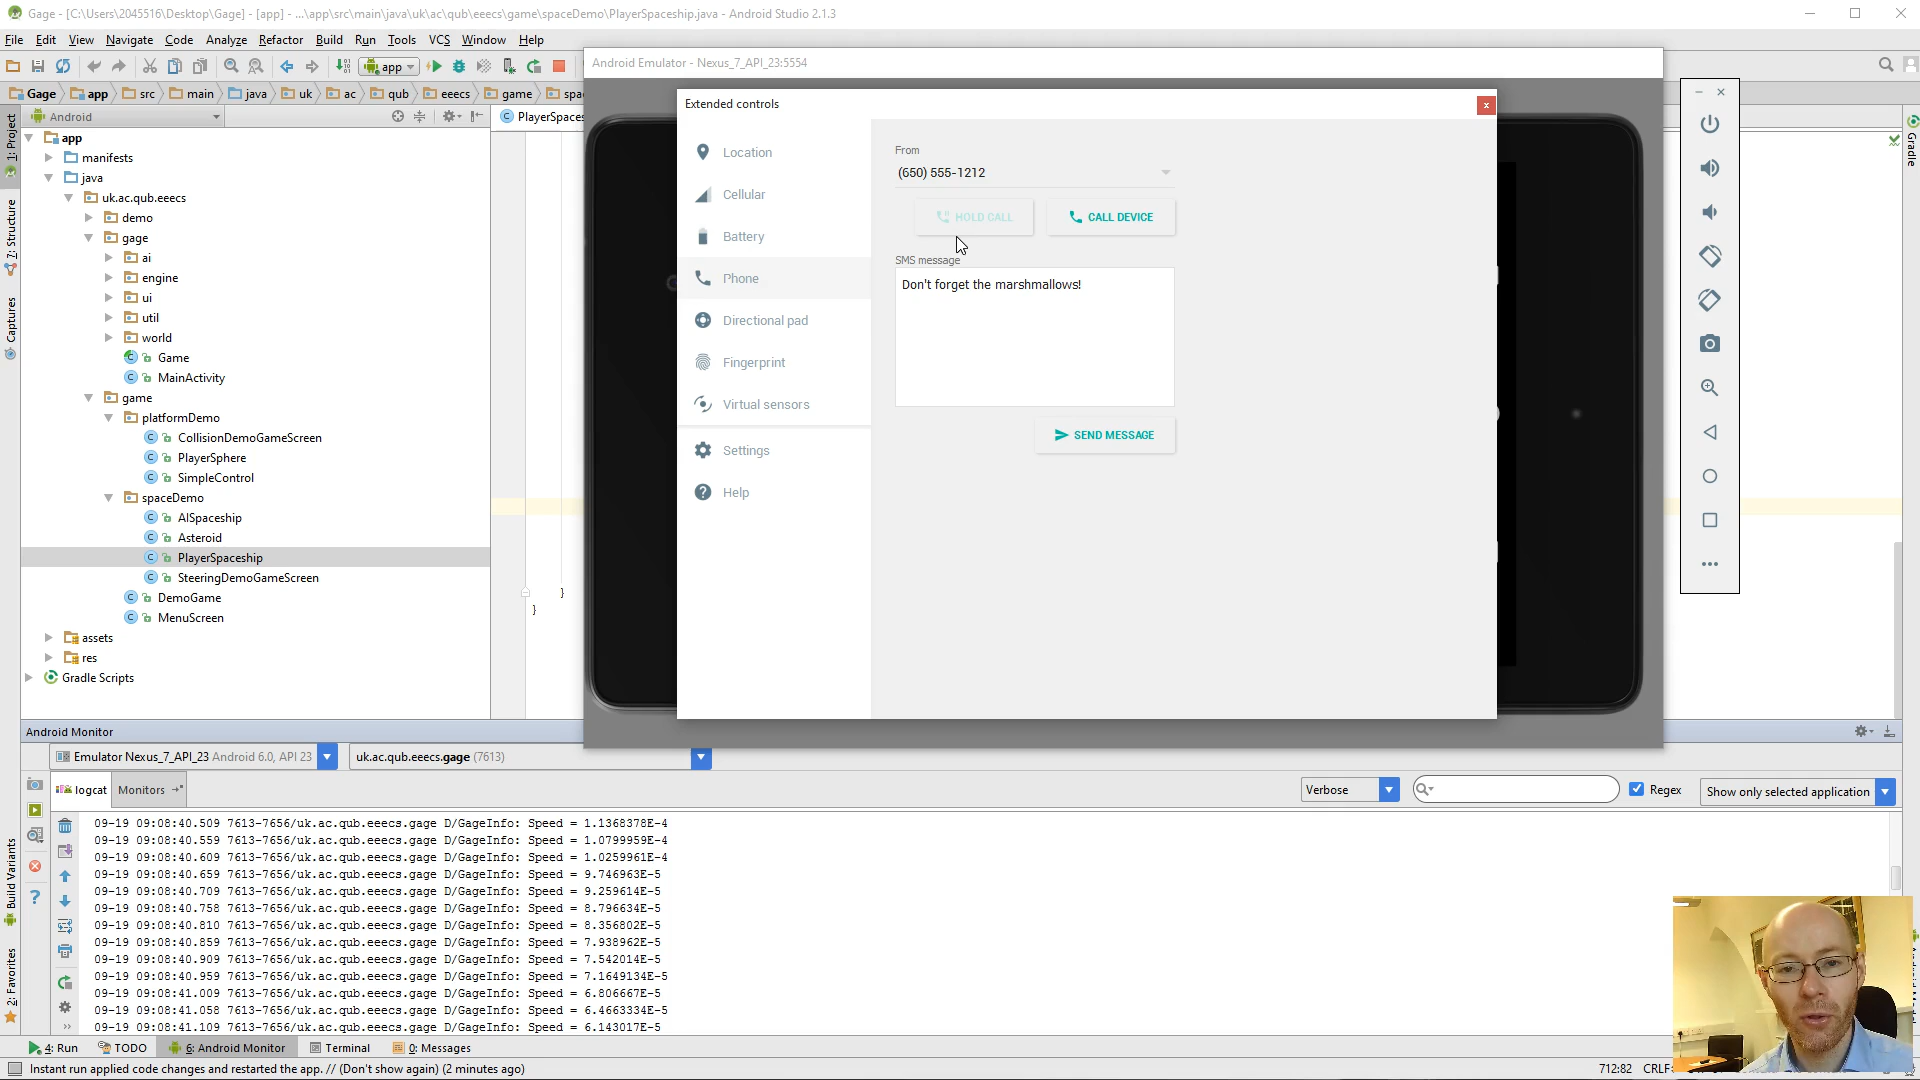 Gage - [C:\Users\2045516\Desktop\Gage] - [app] - ...\app\src\main\java\uk\ac\qub\eeecs\game\spaceDemo\PlayerSpaceship.java - Android Studio 2.1.3
File Edit View Navigate Code Analyze Refactor Build Run Tools VCS Window Help
Android Emulator - Nexus_7_API_23:5554
app
Gage app src main java uk ac qub eeecs game spa
Extended controls
1: Project
Android
PlayerSpaces
app
manifests
java
uk.ac.qub.eeecs
demo
gage
ai
engine
ui
util
world
Game
MainActivity
game
platformDemo
CollisionDemoGameScreen
PlayerSphere
SimpleControl
spaceDemo
AISpaceship
Asteroid
PlayerSpaceship
SteeringDemoGameScreen
DemoGame
MenuScreen
assets
res
Gradle Scripts
7: Structure
Captures
}
}
Location
Cellular
Battery
Phone
Directional pad
Fingerprint
Virtual sensors
Settings
Help
From
(650) 555-1212
HOLD CALL
CALL DEVICE
SMS message
Don't forget the marshmallows!
SEND MESSAGE
Gradle
Android Monitor
Emulator Nexus_7_API_23 Android 6.0, API 23
uk.ac.qub.eeecs.gage (7613)
logcat
Monitors
Verbose
Regex
Show only selected application
09-19 09:08:40.509 7613-7656/uk.ac.qub.eeecs.gage D/GageInfo: Speed = 1.1368378E-4
09-19 09:08:40.559 7613-7656/uk.ac.qub.eeecs.gage D/GageInfo: Speed = 1.0799959E-4
09-19 09:08:40.609 7613-7656/uk.ac.qub.eeecs.gage D/GageInfo: Speed = 1.0259961E-4
09-19 09:08:40.659 7613-7656/uk.ac.qub.eeecs.gage D/GageInfo: Speed = 9.746963E-5
09-19 09:08:40.709 7613-7656/uk.ac.qub.eeecs.gage D/GageInfo: Speed = 9.259614E-5
09-19 09:08:40.758 7613-7656/uk.ac.qub.eeecs.gage D/GageInfo: Speed = 8.796634E-5
09-19 09:08:40.810 7613-7656/uk.ac.qub.eeecs.gage D/GageInfo: Speed = 8.356802E-5
09-19 09:08:40.859 7613-7656/uk.ac.qub.eeecs.gage D/GageInfo: Speed = 7.938962E-5
09-19 09:08:40.909 7613-7656/uk.ac.qub.eeecs.gage D/GageInfo: Speed = 7.542014E-5
09-19 09:08:40.959 7613-7656/uk.ac.qub.eeecs.gage D/GageInfo: Speed = 7.1649134E-5
09-19 09:08:41.009 7613-7656/uk.ac.qub.eeecs.gage D/GageInfo: Speed = 6.806667E-5
09-19 09:08:41.058 7613-7656/uk.ac.qub.eeecs.gage D/GageInfo: Speed = 6.4663334E-5
09-19 09:08:41.109 7613-7656/uk.ac.qub.eeecs.gage D/GageInfo: Speed = 6.143017E-5
Build Variants
2: Favorites
4: Run TODO 6: Android Monitor Terminal 0: Messages
Instant run applied code changes and restarted the app. // (Don't show again) (2 minutes ago)
712:82 CRLF